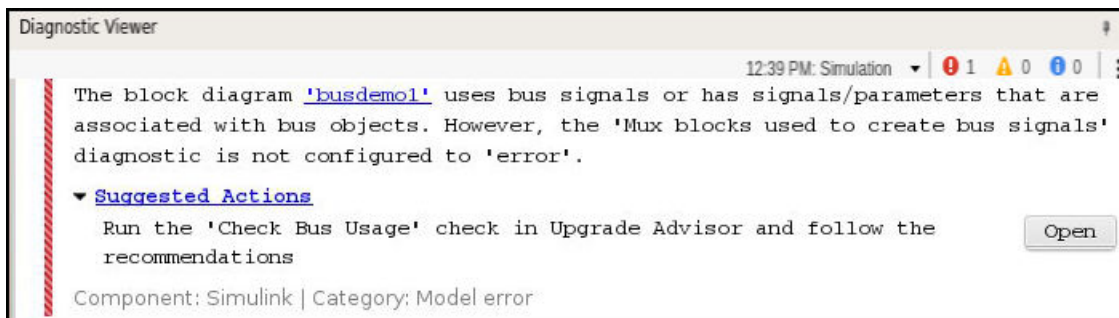 Diagnostic Viewer
12:39 PM: Simulation 1 0 0
The block diagram 'busdemo1' uses bus signals or has signals/parameters that are
associated with bus objects. However, the 'Mux blocks used to create bus signals'
diagnostic is not configured to 'error'.
Suggested Actions
Run the 'Check Bus Usage' check in Upgrade Advisor and follow the
recommendations
Open
Component: Simulink | Category: Model error